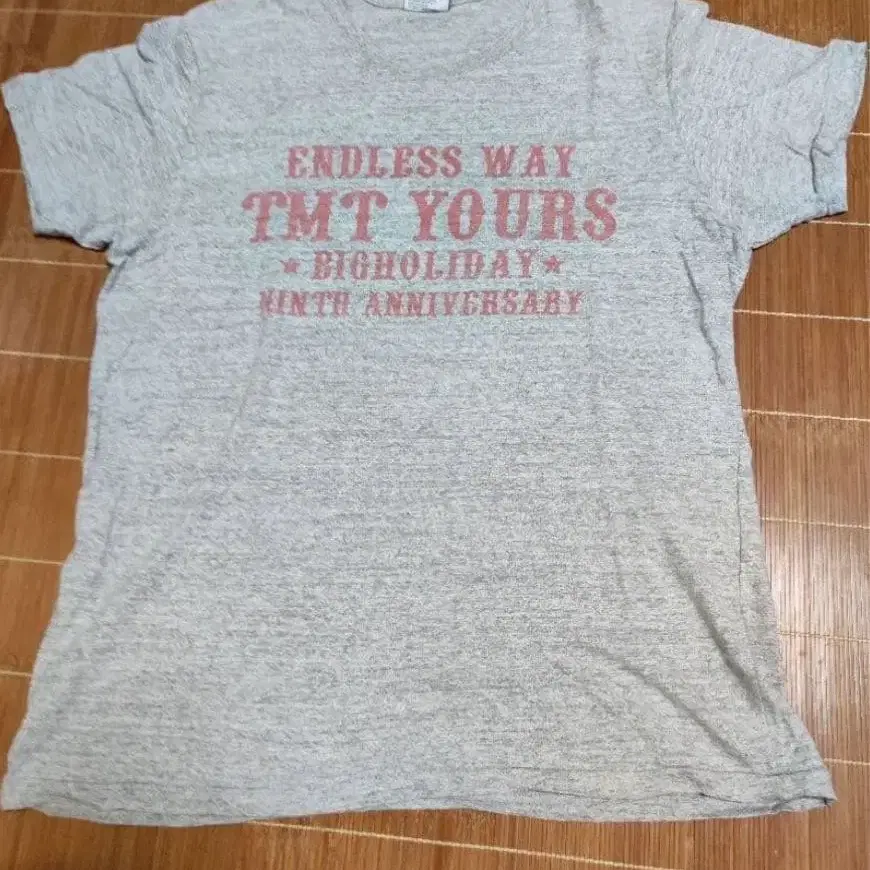 ENDLESS WAY
TMT YOURS
★ BIGHOLIDAY ★
NINTH ANNIVERSARY